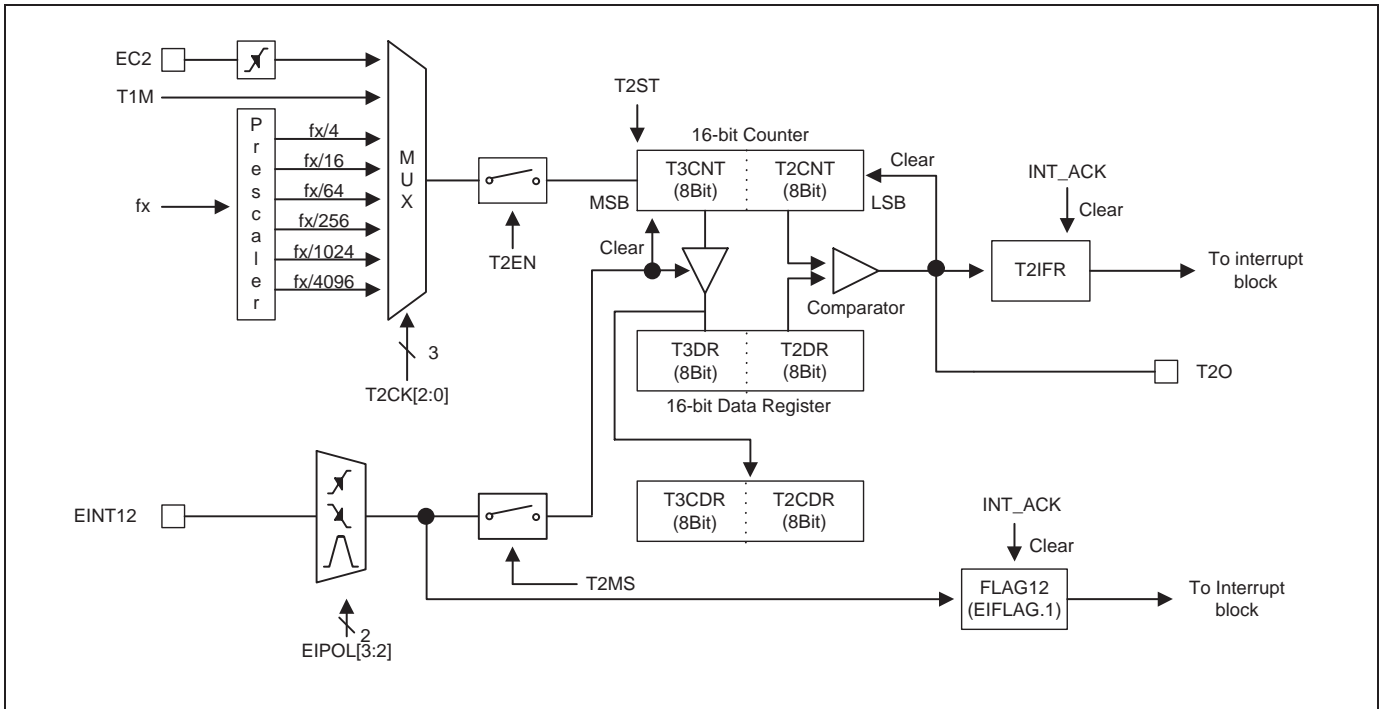 EC2
T1M
fx
Prescaler
fx/4
fx/16
fx/64
fx/256
fx/1024
fx/4096
MUX
3
T2CK[2:0]
T2EN
T2ST
16-bit Counter
T3CNT
(8Bit)
T2CNT
(8Bit)
MSB
LSB
Clear
Clear
Comparator
INT_ACK
Clear
T2IFR
To interrupt
block
T3DR
(8Bit)
T2DR
(8Bit)
16-bit Data Register
T2O
T3CDR
(8Bit)
T2CDR
(8Bit)
EINT12
2
EIPOL[3:2]
T2MS
INT_ACK
Clear
FLAG12
(EIFLAG.1)
To Interrupt
block